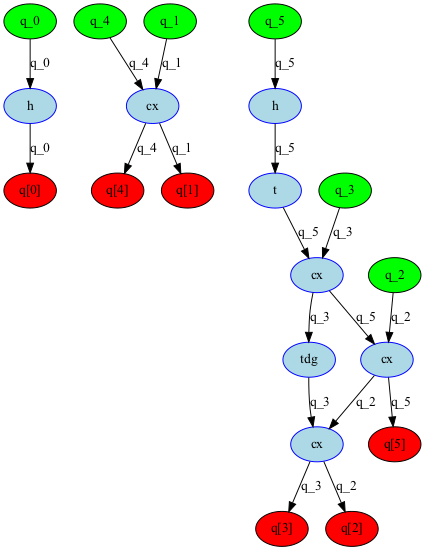 q_0 q_4 q_1 q_5
q_0 q_4 q_1 q_5
h cx h
q_0 q_4 q_1 q_5
q[0] q[4] q[1] t q_3
q_5 q_3
cx q_2
q_3 q_5 q_2
tdg cx
q_3 q_2 q_5
cx q[5]
q_3 q_2
q[3] q[2]